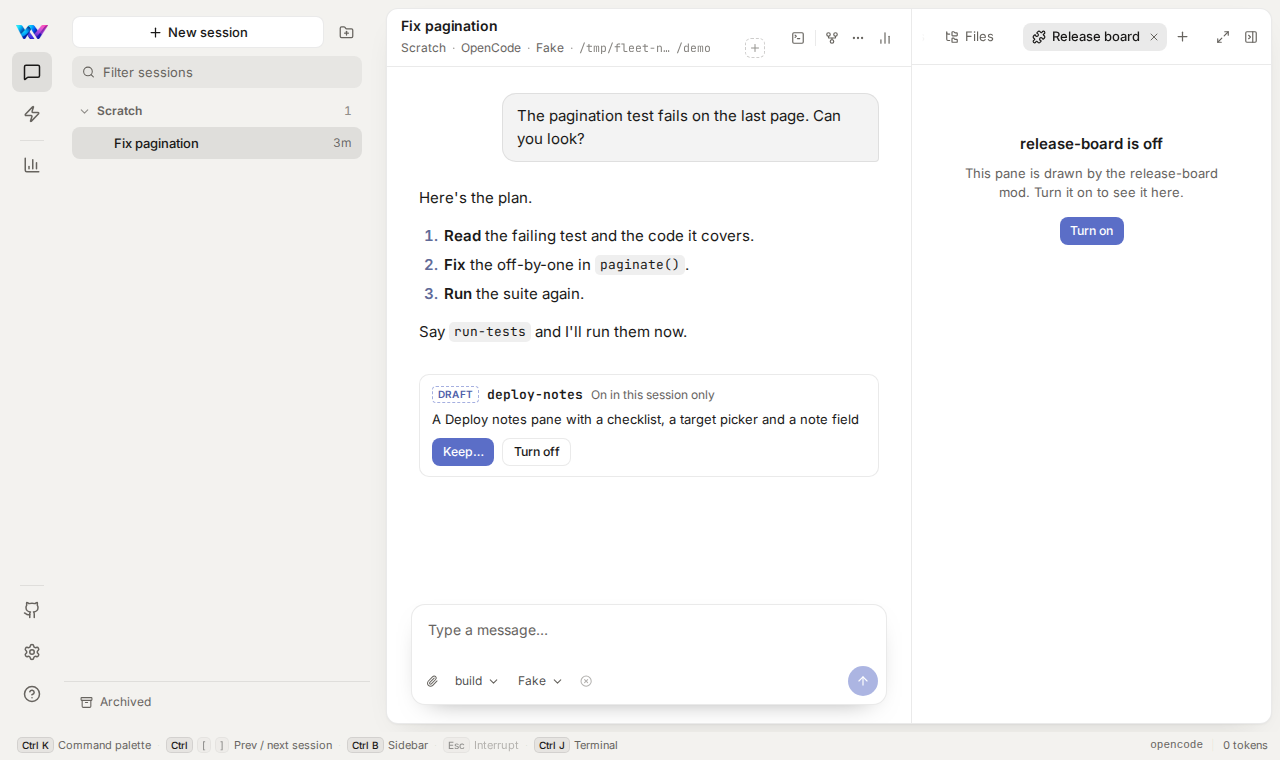 New session
Filter sessions
Scratch 1
Fix pagination 3m
Archived
Fix pagination
Scratch · OpenCode · Fake · /tmp/fleet-n… /demo
The pagination test fails on the last page. Can
you look?
Here's the plan.
1. Read the failing test and the code it covers.
2. Fix the off-by-one in paginate().
3. Run the suite again.
Say run-tests and I'll run them now.
DRAFT deploy-notes On in this session only
A Deploy notes pane with a checklist, a target picker and a note field
Keep… Turn off
Type a message…
build Fake
Files Release board
release-board is off
This pane is drawn by the release-board
mod. Turn it on to see it here.
Turn on
Ctrl K Command palette Ctrl [ ] Prev / next session Ctrl B Sidebar Esc Interrupt Ctrl J Terminal opencode 0 tokens